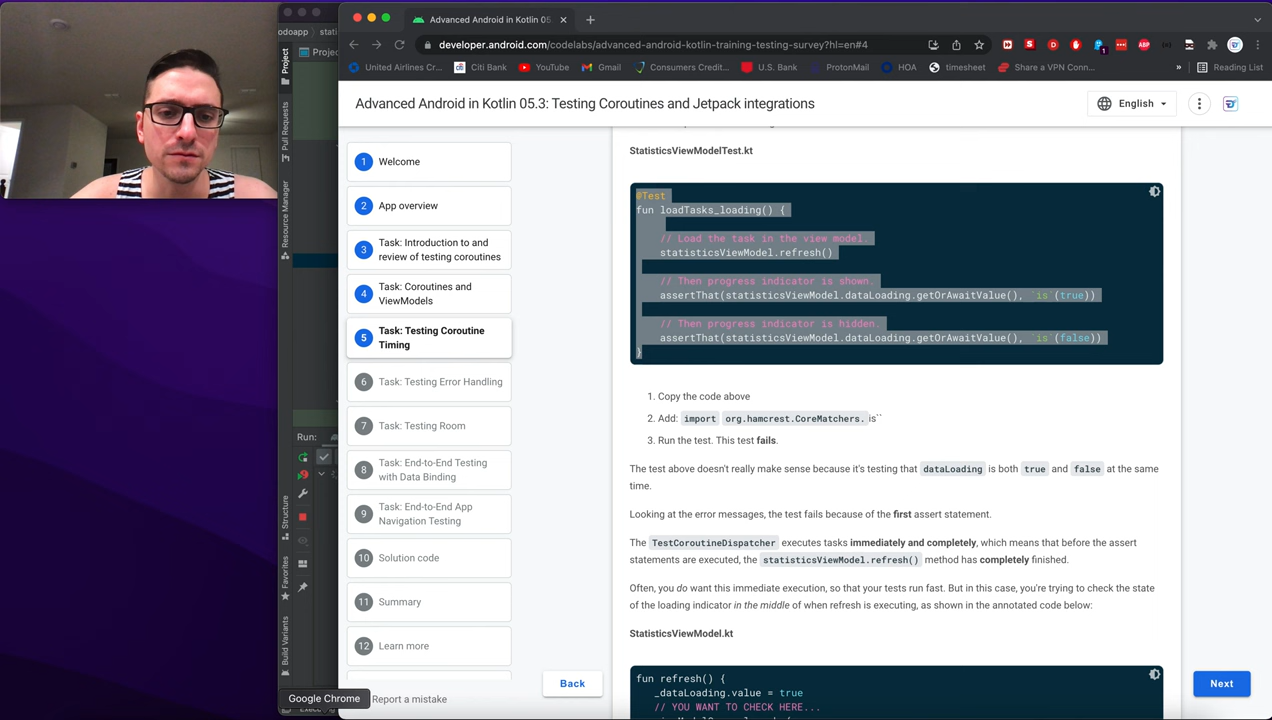 Advanced Android in Kotlin 05.
developer.android.com/codelabs/advanced-android-kotlin-training-testing-survey?hl=en#4
United Airlines Cr...
Citi Bank
YouTube
Gmail
Consumers Credit...
U.S. Bank
ProtonMail
HOA
timesheet
Share a VPN Conn...
»
Reading List
odoapp
stati
Project
Projec
Pull Requests
Resource Manager
Structure
Favorites
Build Variants
Run:
Advanced Android in Kotlin 05.3: Testing Coroutines and Jetpack integrations
English
1 Welcome
2 App overview
3 Task: Introduction to and
review of testing coroutines
4 Task: Coroutines and
ViewModels
5 Task: Testing Coroutine
Timing
6 Task: Testing Error Handling
7 Task: Testing Room
8 Task: End-to-End Testing
with Data Binding
9 Task: End-to-End App
Navigation Testing
10 Solution code
11 Summary
12 Learn more
Google Chrome
Report a mistake
StatisticsViewModelTest.kt
@Test
fun loadTasks_loading() {
// Load the task in the view model.
statisticsViewModel.refresh()
// Then progress indicator is shown.
assertThat(statisticsViewModel.dataLoading.getOrAwaitValue(), `is`(true))
// Then progress indicator is hidden.
assertThat(statisticsViewModel.dataLoading.getOrAwaitValue(), `is`(false))
}
1. Copy the code above
2. Add: import org.hamcrest.CoreMatchers. is``
3. Run the test. This test fails.
The test above doesn't really make sense because it's testing that dataLoading is both true and false at the same
time.
Looking at the error messages, the test fails because of the first assert statement.
The TestCoroutineDispatcher executes tasks immediately and completely, which means that before the assert
statements are executed, the statisticsViewModel.refresh() method has completely finished.
Often, you do want this immediate execution, so that your tests run fast. But in this case, you're trying to check the state
of the loading indicator in the middle of when refresh is executing, as shown in the annotated code below:
StatisticsViewModel.kt
fun refresh() {
_dataLoading.value = true
// YOU WANT TO CHECK HERE...
Back
Next